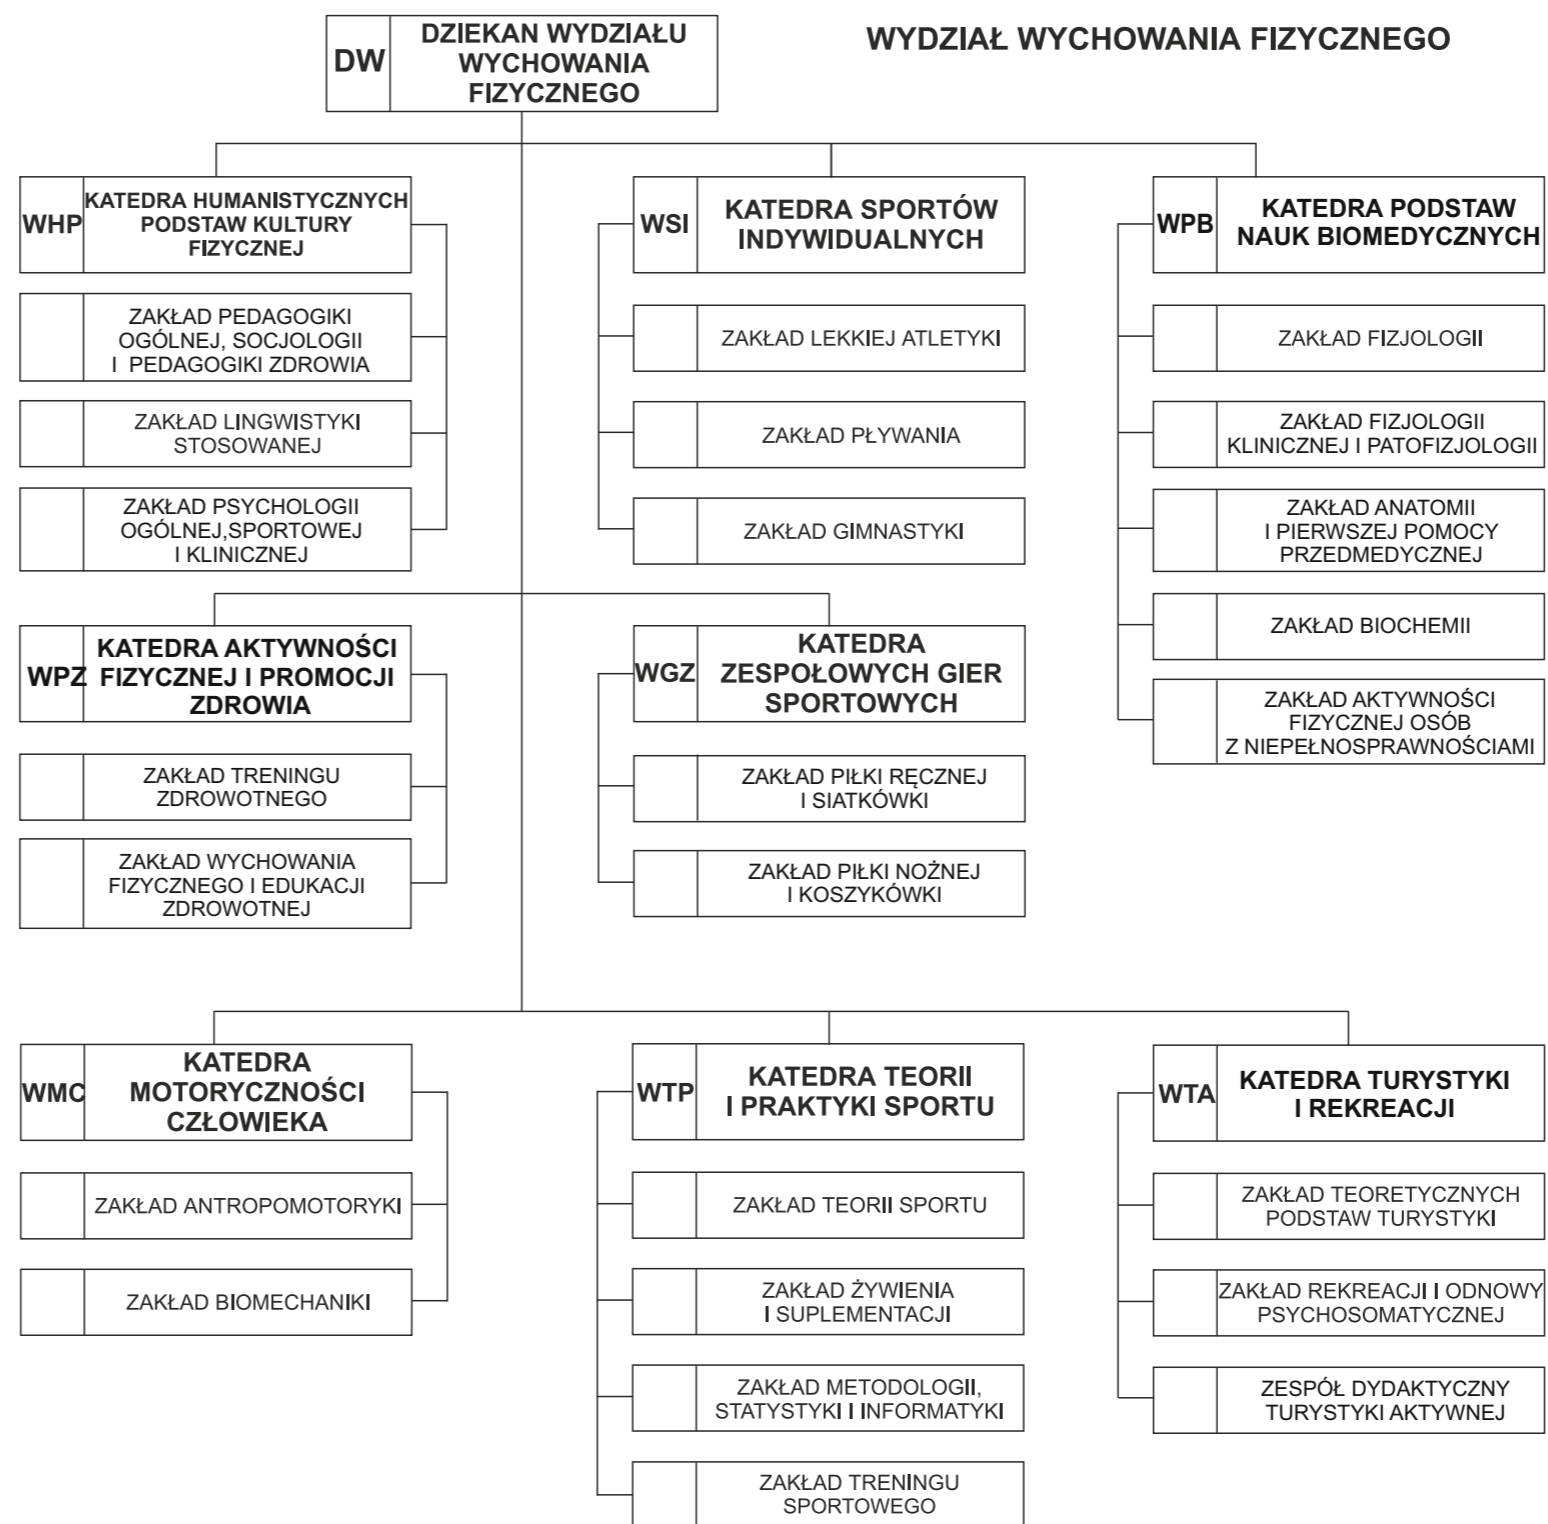 DW
DZIEKAN WYDZIAŁU
WYCHOWANIA
FIZYCZNEGO
WYDZIAŁ WYCHOWANIA FIZYCZNEGO
WHP
KATEDRA HUMANISTYCZNYCH
PODSTAW KULTURY
FIZYCZNEJ
ZAKŁAD PEDAGOGIKI
OGÓLNEJ, SOCJOLOGII
I PEDAGOGIKI ZDROWIA
ZAKŁAD LINGWISTYKI
STOSOWANEJ
ZAKŁAD PSYCHOLOGII
OGÓLNEJ,SPORTOWEJ
I KLINICZNEJ
WSI
KATEDRA SPORTÓW
INDYWIDUALNYCH
ZAKŁAD LEKKIEJ ATLETYKI
ZAKŁAD PŁYWANIA
ZAKŁAD GIMNASTYKI
WPB
KATEDRA PODSTAW
NAUK BIOMEDYCZNYCH
ZAKŁAD FIZJOLOGII
ZAKŁAD FIZJOLOGII
KLINICZNEJ I PATOFIZJOLOGII
ZAKŁAD ANATOMII
I PIERWSZEJ POMOCY
PRZEDMEDYCZNEJ
ZAKŁAD BIOCHEMII
ZAKŁAD AKTYWNOŚCI
FIZYCZNEJ OSÓB
Z NIEPEŁNOSPRAWNOŚCIAMI
WPZ
KATEDRA AKTYWNOŚCI
FIZYCZNEJ I PROMOCJI
ZDROWIA
ZAKŁAD TRENINGU
ZDROWOTNEGO
ZAKŁAD WYCHOWANIA
FIZYCZNEGO I EDUKACJI
ZDROWOTNEJ
WGZ
KATEDRA
ZESPOŁOWYCH GIER
SPORTOWYCH
ZAKŁAD PIŁKI RĘCZNEJ
I SIATKÓWKI
ZAKŁAD PIŁKI NOŻNEJ
I KOSZYKÓWKI
WMC
KATEDRA
MOTORYCZNOŚCI
CZŁOWIEKA
ZAKŁAD ANTROPOMOTORYKI
ZAKŁAD BIOMECHANIKI
WTP
KATEDRA TEORII
I PRAKTYKI SPORTU
ZAKŁAD TEORII SPORTU
ZAKŁAD ŻYWIENIA
I SUPLEMENTACJI
ZAKŁAD METODOLOGII,
STATYSTYKI I INFORMATYKI
ZAKŁAD TRENINGU
SPORTOWEGO
WTA
KATEDRA TURYSTYKI
I REKREACJI
ZAKŁAD TEORETYCZNYCH
PODSTAW TURYSTYKI
ZAKŁAD REKREACJI I ODNOWY
PSYCHOSOMATYCZNEJ
ZESPÓŁ DYDAKTYCZNY
TURYSTYKI AKTYWNEJ